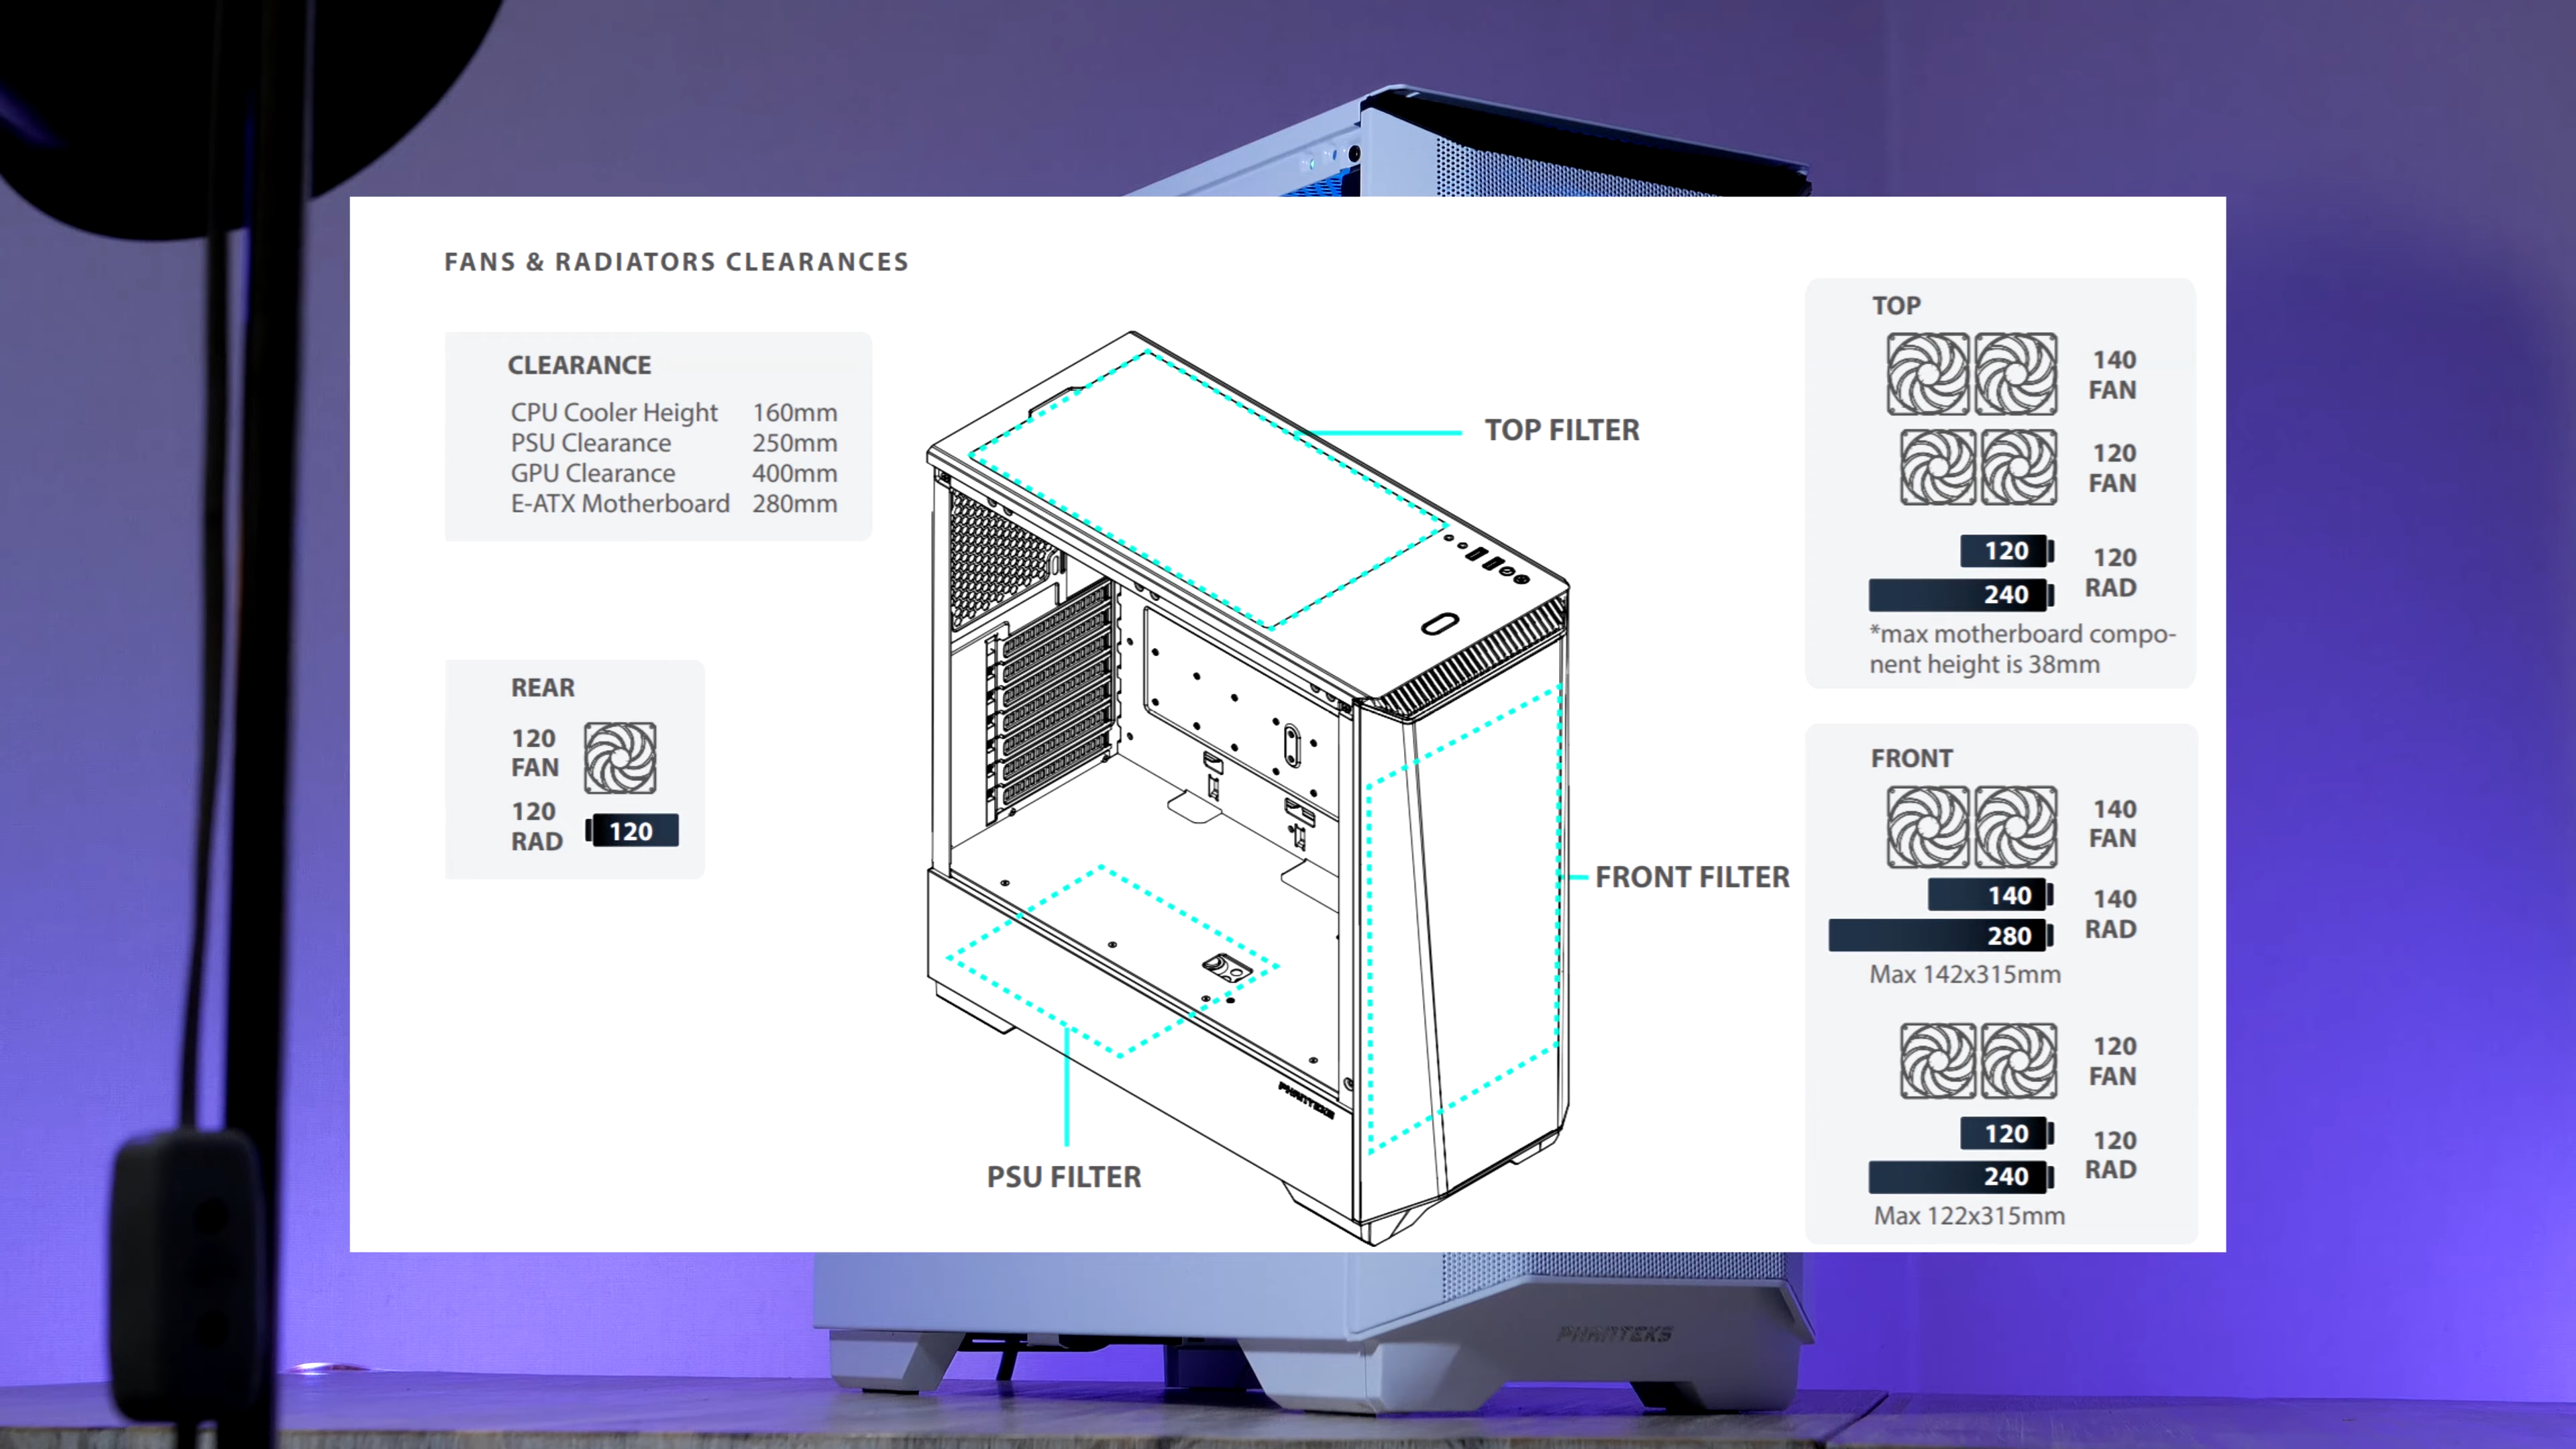 FANS & RADIATORS CLEARANCES
CLEARANCE
CPU Cooler Height 160mm
PSU Clearance 250mm
GPU Clearance 400mm
E-ATX Motherboard 280mm
REAR
120
FAN
120
RAD
120
TOP FILTER
FRONT FILTER
PSU FILTER
PHANTEKS
TOP
140
FAN
120
FAN
120
240
120
RAD
*max motherboard compo-
nent height is 38mm
FRONT
140
FAN
140
280
140
RAD
Max 142x315mm
120
FAN
120
240
120
RAD
Max 122x315mm
PHANTEKS